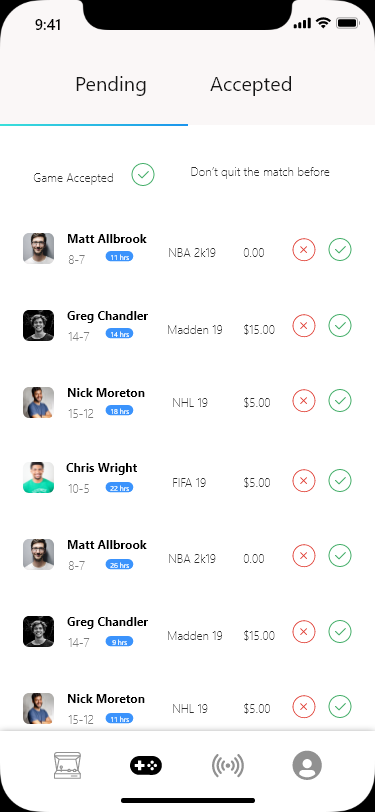 9:41
Pending Accepted
Game Accepted Don't quit the match before
Matt Allbrook
8-7 11 hrs NBA 2k19 0.00
Greg Chandler
14-7 14 hrs Madden 19 $15.00
Nick Moreton
15-12 18 hrs NHL 19 $5.00
Chris Wright
10-5 22 hrs FIFA 19 $5.00
Matt Allbrook
8-7 26 hrs NBA 2k19 0.00
Greg Chandler
14-7 9 hrs Madden 19 $15.00
Nick Moreton
15-12 11 hrs NHL 19 $5.00